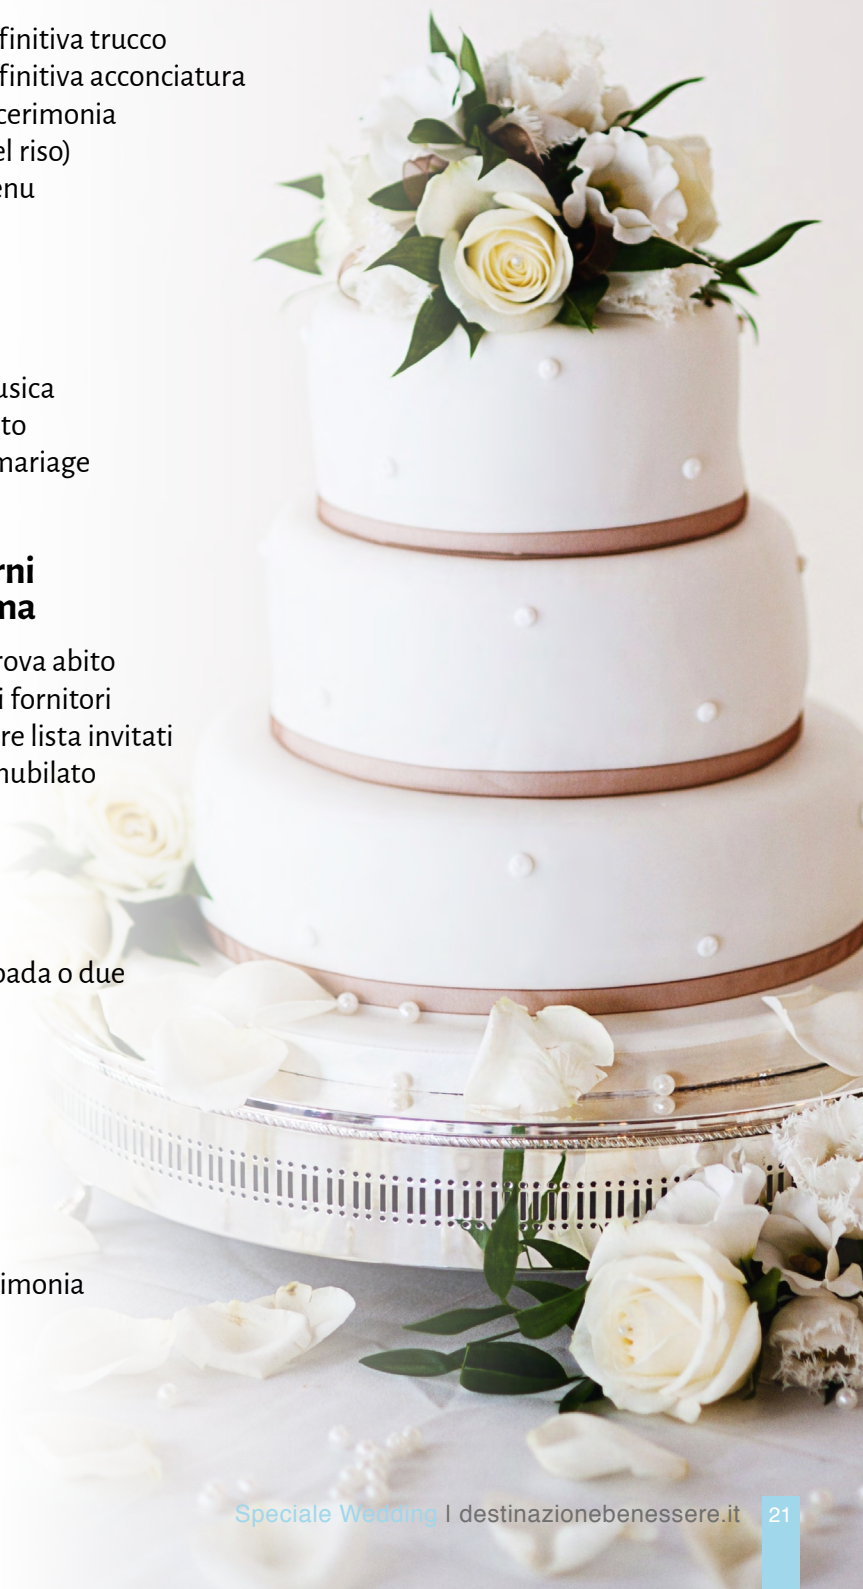 finitiva trucco
finitiva acconciatura
cerimonia
el riso)
enu
usica
to
mariage
rni
ma
rova abito
i fornitori
re lista invitati
nubilato
pada o due
imonia
Speciale Wedding | destinazionebenessere.it 21